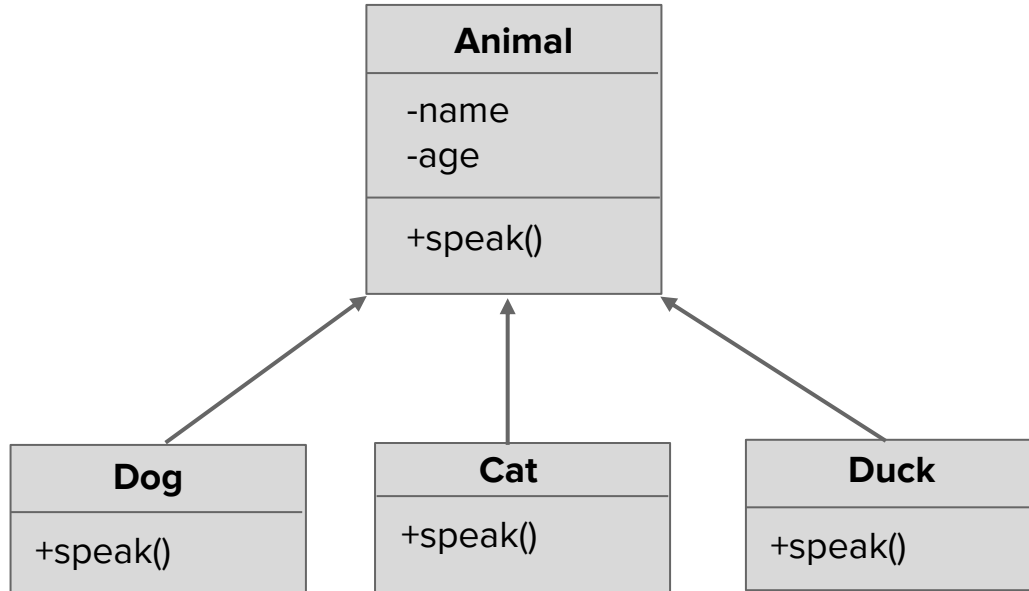 Animal
-name
-age
+speak()
Dog
+speak()
Cat
+speak()
Duck
+speak()